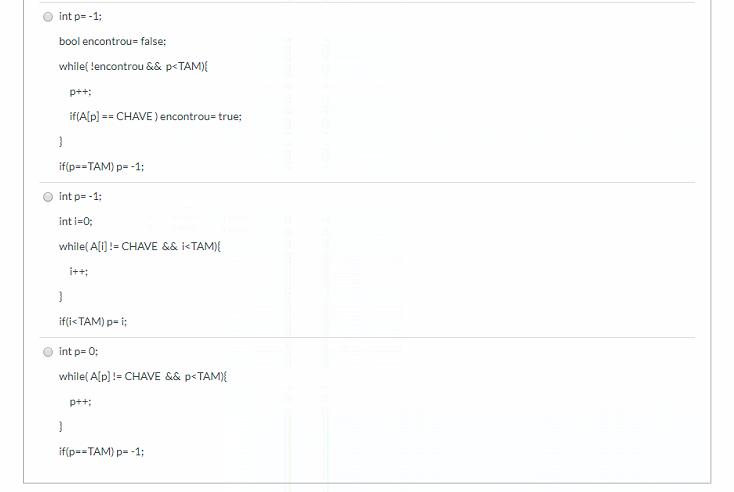 int p= -1;
bool encontrou= false;
while( !encontrou && p<TAM){
p++;
if(A[p] == CHAVE ) encontrou= true;
}
if(p==TAM) p= -1;
int p= -1;
int i=0;
while( A[i] != CHAVE && i<TAM){
i++;
}
if(i<TAM) p= i;
int p= 0;
while( A[p] != CHAVE && p<TAM){
p++;
}
if(p==TAM) p= -1;